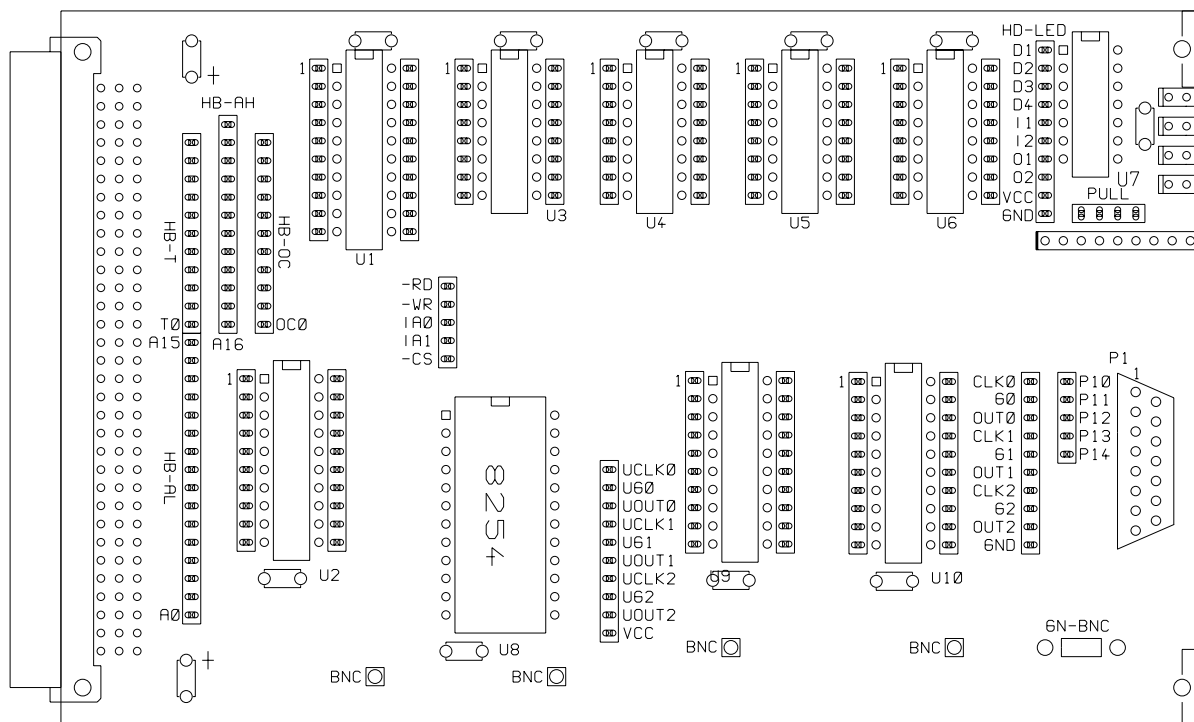 HD-LED
D1
D2
D3
D4
I1
I2
O1
O2
VCC
GND
U7
PULL
+
HB-AH
HB-T
HB-OC
T0
OC0
A15
A16
HB-AL
A0
+
1
U1
1
U3
1
U4
1
U5
1
U6
-RD
-WR
IA0
IA1
-CS
1
U2
8254
U8
UCLK0
UG0
UOUT0
UCLK1
UG1
UOUT1
UCLK2
UG2
UOUT2
VCC
1
U9
1
U10
CLK0
G0
OUT0
CLK1
G1
OUT1
CLK2
G2
OUT2
GND
P10
P11
P12
P13
P14
P1
1
BNC
BNC
BNC
BNC
GN-BNC